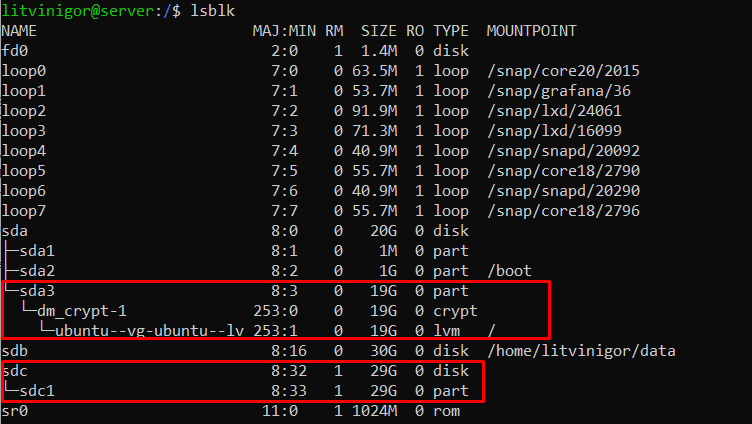 litvinigor@server:/$ lsblk
NAME MAJ:MIN RM SIZE RO TYPE MOUNTPOINT
fd0 2:0 1 1.4M 0 disk
loop0 7:0 0 63.5M 1 loop /snap/core20/2015
loop1 7:1 0 53.7M 1 loop /snap/grafana/36
loop2 7:2 0 91.9M 1 loop /snap/lxd/24061
loop3 7:3 0 71.3M 1 loop /snap/lxd/16099
loop4 7:4 0 40.9M 1 loop /snap/snapd/20092
loop5 7:5 0 55.7M 1 loop /snap/core18/2790
loop6 7:6 0 40.9M 1 loop /snap/snapd/20290
loop7 7:7 0 55.7M 1 loop /snap/core18/2796
sda 8:0 0 20G 0 disk
├─sda1 8:1 0 1M 0 part
├─sda2 8:2 0 1G 0 part /boot
└─sda3 8:3 0 19G 0 part
└─dm_crypt-1 253:0 0 19G 0 crypt
└─ubuntu--vg-ubuntu--lv 253:1 0 19G 0 lvm /
sdb 8:16 0 30G 0 disk /home/litvinigor/data
sdc 8:32 1 29G 0 disk
└─sdc1 8:33 1 29G 0 part
sr0 11:0 1 1024M 0 rom